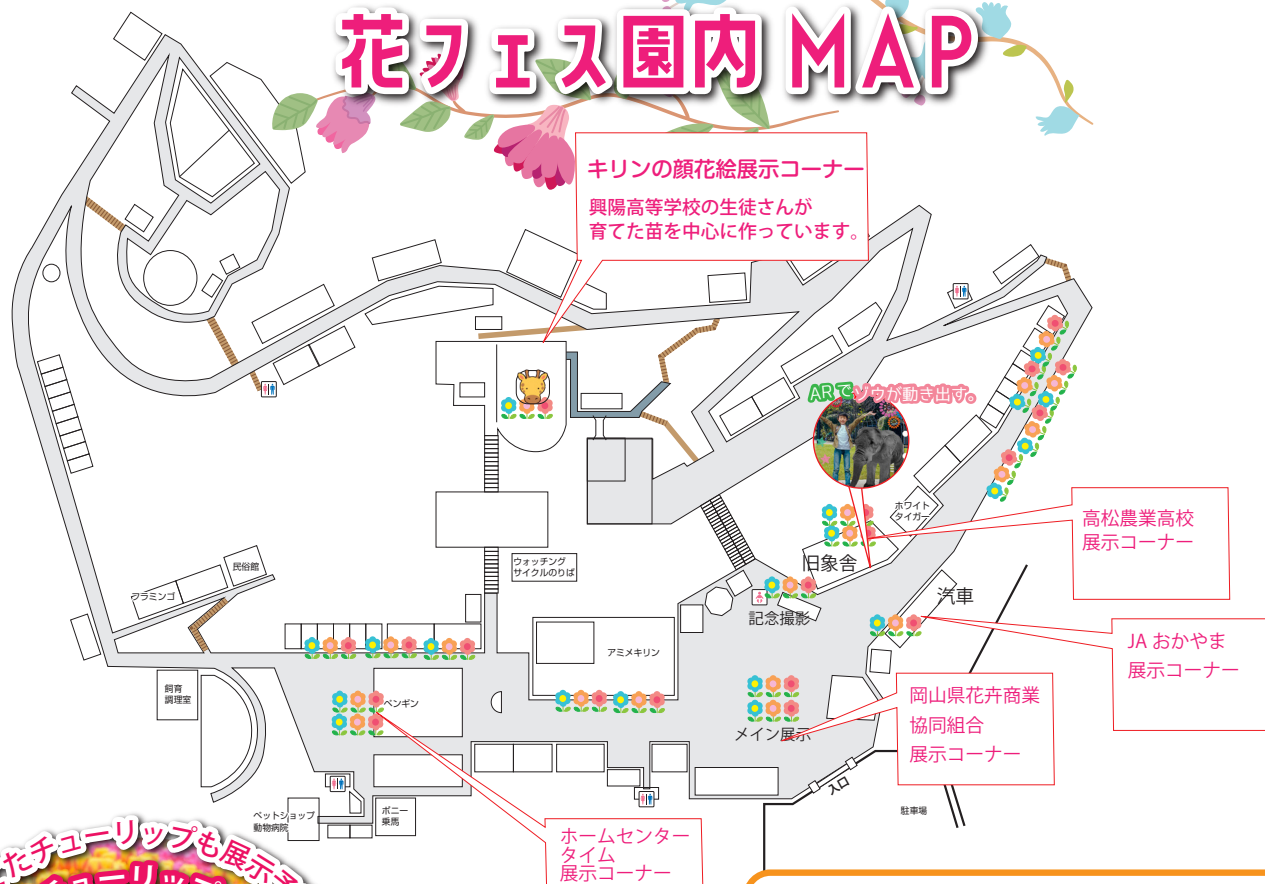 花フェス園内 MAP
キリンの顔花絵展示コーナー
興陽高等学校の生徒さんが
育てた苗を中心に作っています。
ARでゾウが動き出す。
ホワイト
タイガー
高松農業高校
展示コーナー
旧象舎
ウォッチング
サイクルのりば
民俗館
フラミンゴ
汽車
記念撮影
JA おかやま
展示コーナー
アミメキリン
飼育
調理室
ペンギン
岡山県花卉商業
協同組合
展示コーナー
メイン展示
入口
駐車場
ペットショップ
動物病院
ポニー
乗馬
ホームセンター
タイム
展示コーナー
たチューリップも展示
チューリップ